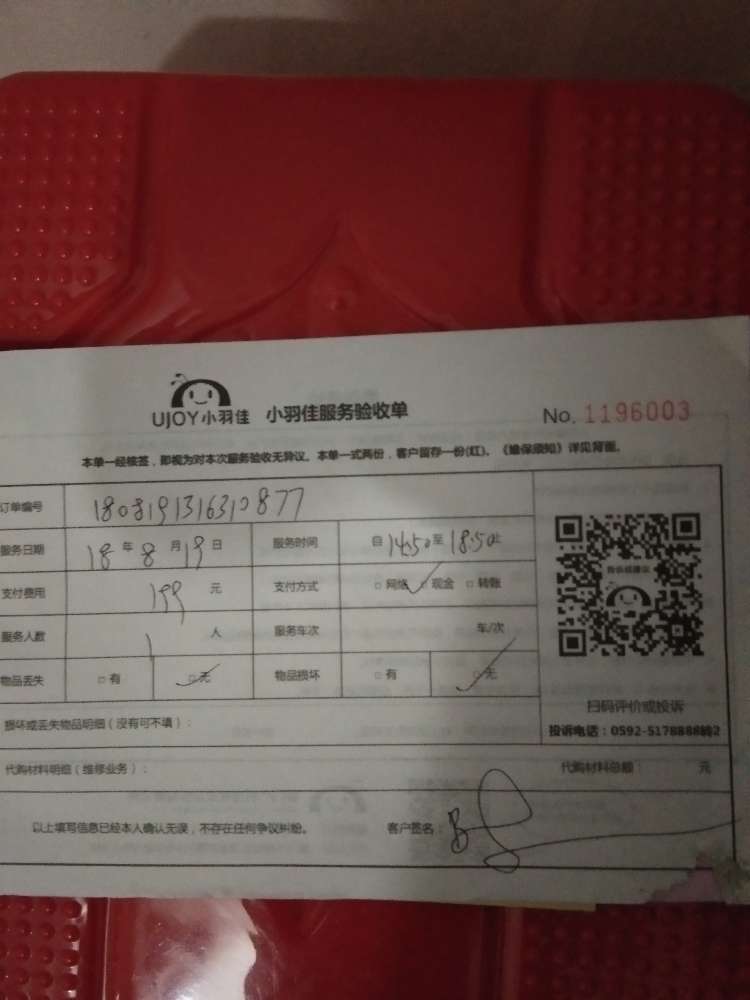 UJOY小羽佳 小羽佳服务验收单 No. 1196003
本单一经核签，即视为对本次服务验收无异议。本单一式两份，客户留存一份(红)。《维保须知》详见背面。
订单编号 1808191316310877
服务日期 18 年 8 月 19 日 服务时间 自 14:50 至 18:50 止
支付费用 199 元 支付方式 □ 网络 □ 现金 □ 转账
服务人数 1 人 服务车次 车/次
物品丢失 □ 有 □ 无 物品损坏 □ 有 □ 无
扫码评价或投诉
损坏或丢失物品明细（没有可不填）：
投诉电话：0592-5178888转2
代购材料明细（维修业务）： 代购材料总额： 元
以上填写信息已经本人确认无误，不存在任何争议纠纷。 客户签名：